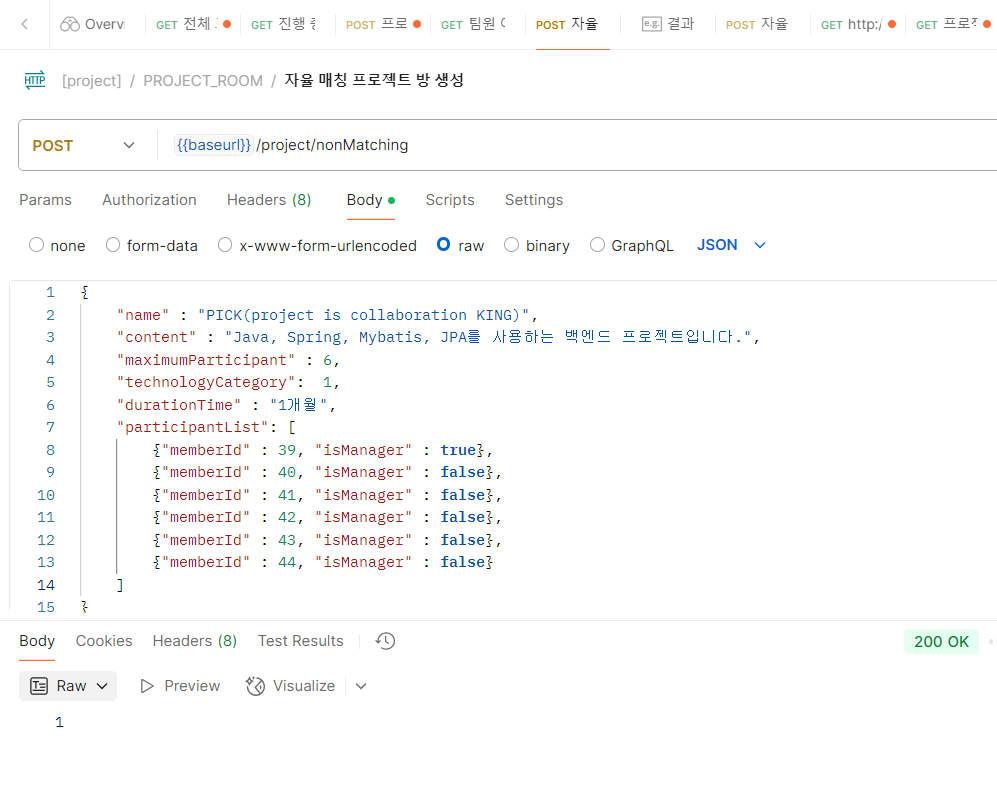 Overv GET 전체 GET 진행 POST 프로 GET 팀원 POST 자율 e.g. 결과 POST 자율 GET http:/ GET 프로젝
HTTP [project] / PROJECT_ROOM / 자율 매칭 프로젝트 방 생성
POST {{baseurl}} /project/nonMatching
Params Authorization Headers (8) Body Scripts Settings
none form-data x-www-form-urlencoded raw binary GraphQL JSON
1 {
2 "name" : "PICK(project is collaboration KING)",
3 "content" : "Java, Spring, Mybatis, JPA를 사용하는 백엔드 프로젝트입니다.",
4 "maximumParticipant" : 6,
5 "technologyCategory": 1,
6 "durationTime" : "1개월",
7 "participantList": [
8 {"memberId" : 39, "isManager" : true},
9 {"memberId" : 40, "isManager" : false},
10 {"memberId" : 41, "isManager" : false},
11 {"memberId" : 42, "isManager" : false},
12 {"memberId" : 43, "isManager" : false},
13 {"memberId" : 44, "isManager" : false}
14 ]
15 }
Body Cookies Headers (8) Test Results 200 OK
Raw Preview Visualize
1